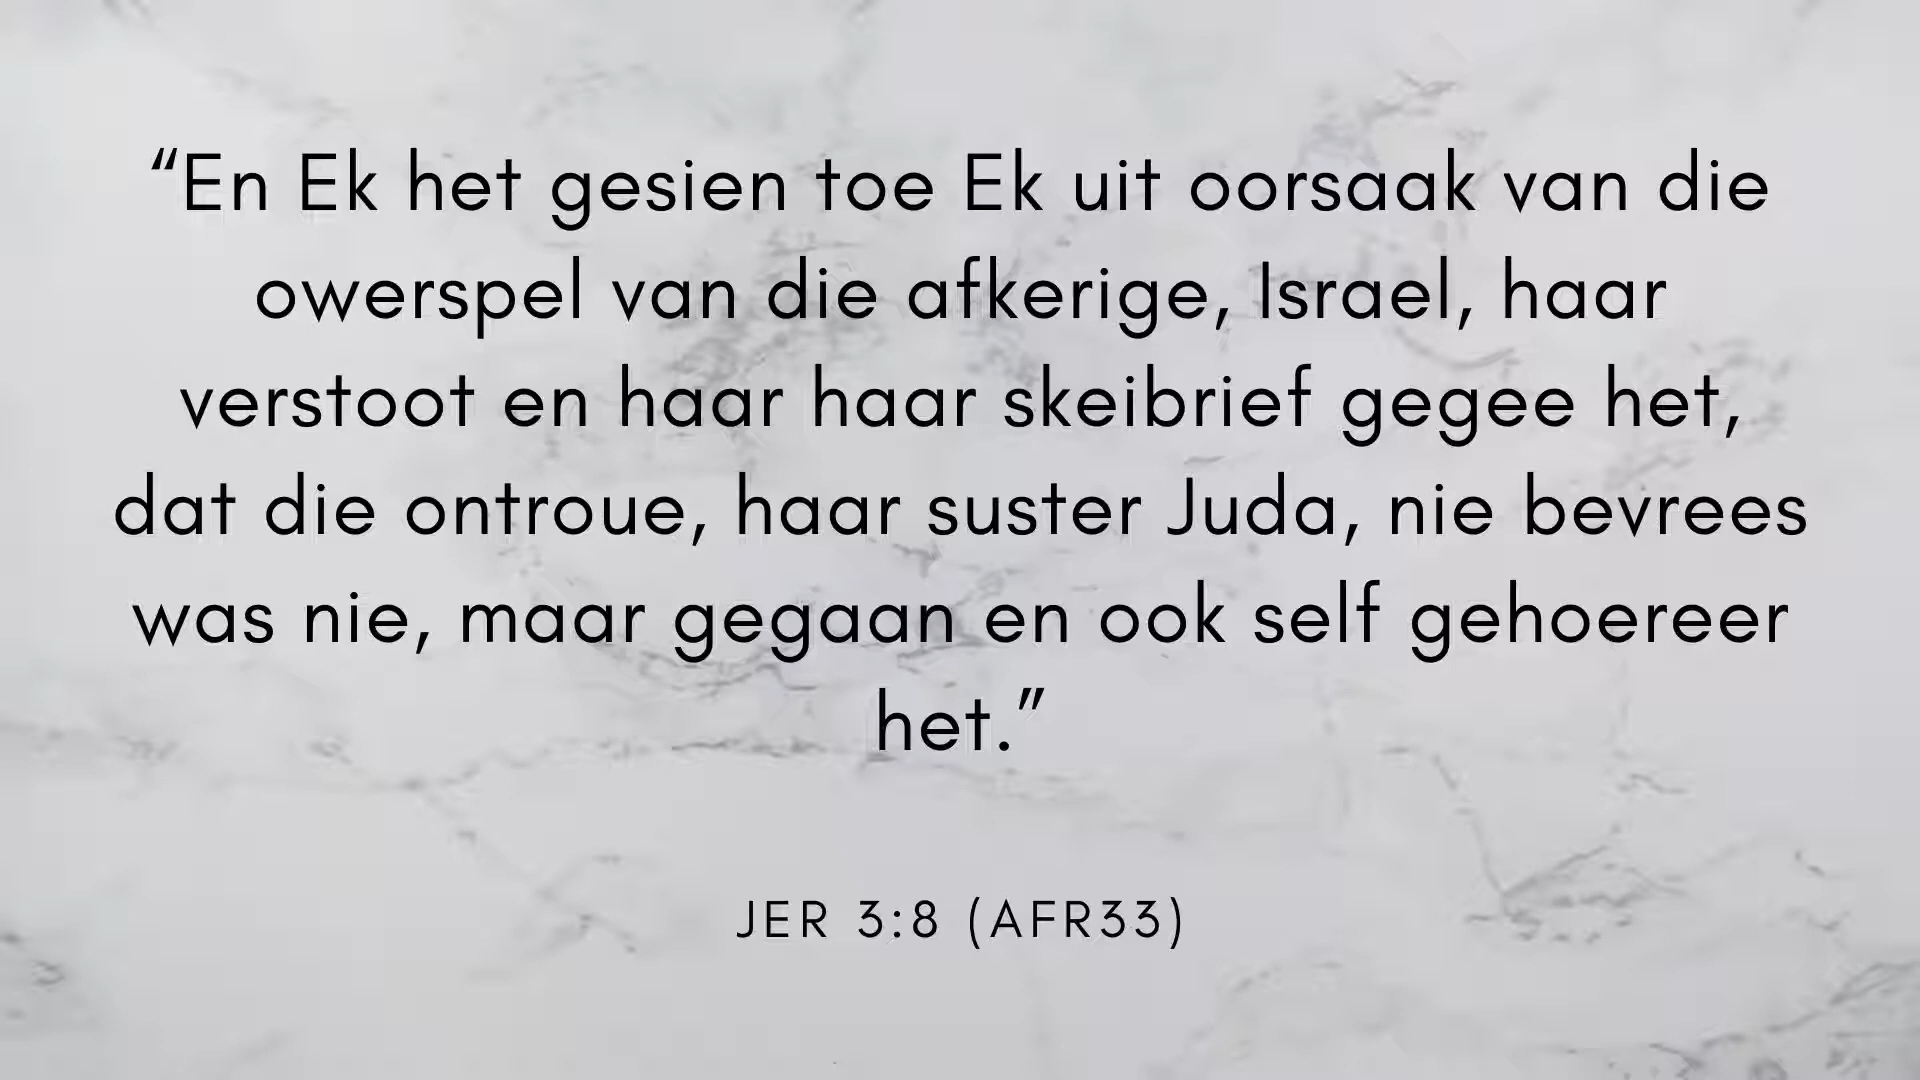 “En Ek het gesien toe Ek uit oorsaak van die
owerspel van die afkerige, Israel, haar
verstoot en haar haar skeibrief gegee het,
dat die ontroue, haar suster Juda, nie bevrees
was nie, maar gegaan en ook self gehoereer
het.”
JER 3:8 (AFR33)